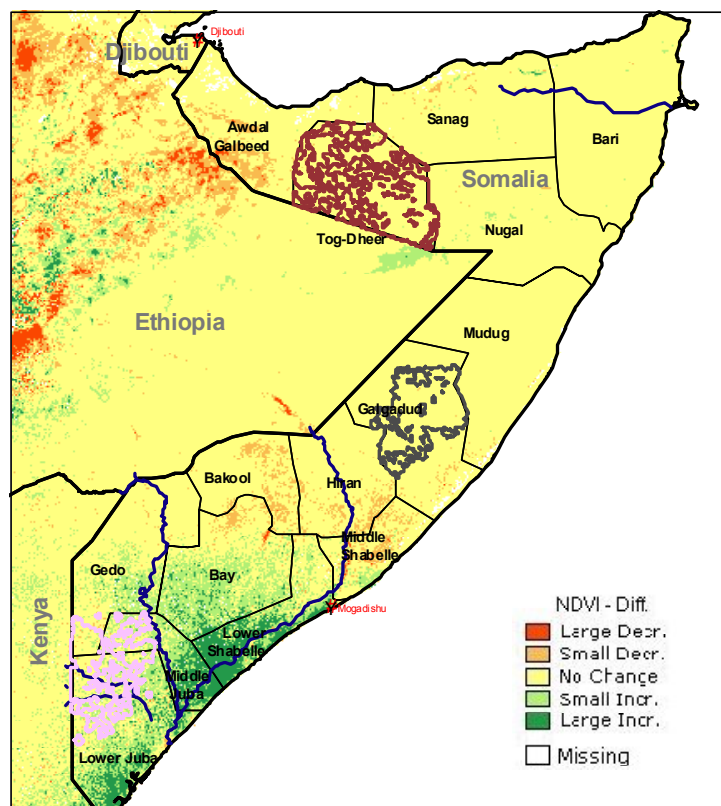 Djibouti
Djibouti
Awdal
Galbeed
Sanag
Bari
Somalia
Tog-Dheer
Nugal
Ethiopia
Mudug
Galgadud
Bakool
Hiran
Middle
Shabelle
Gedo
Bay
Mogadishu
Kenya
Lower
Shabelle
Middle
Juba
Lower Juba
NDVI - Diff.
Large Decr.
Small Decr.
No Change
Small Incr.
Large Incr.
Missing